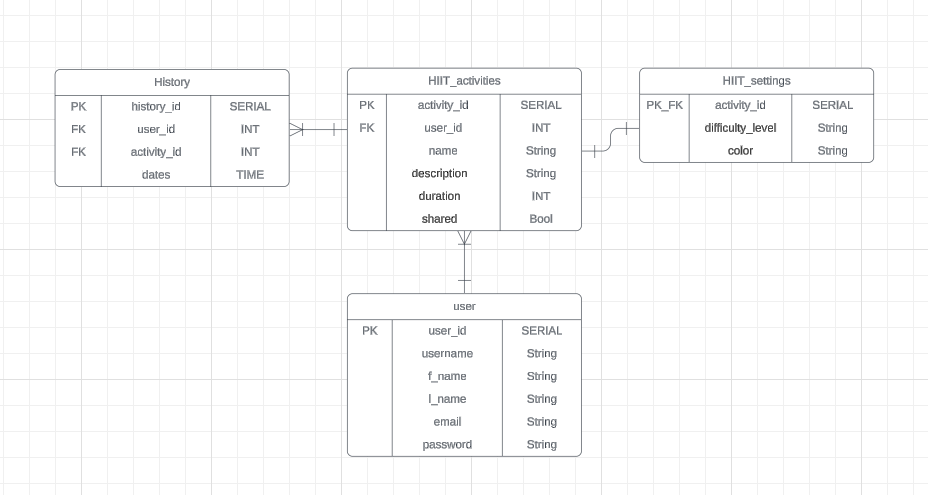 History
PK history_id SERIAL
FK user_id INT
FK activity_id INT
dates TIME
HIIT_activities
PK activity_id SERIAL
FK user_id INT
name String
description String
duration INT
shared Bool
HIIT_settings
PK_FK activity_id SERIAL
difficulty_level String
color String
user
PK user_id SERIAL
username String
f_name String
l_name String
email String
password String